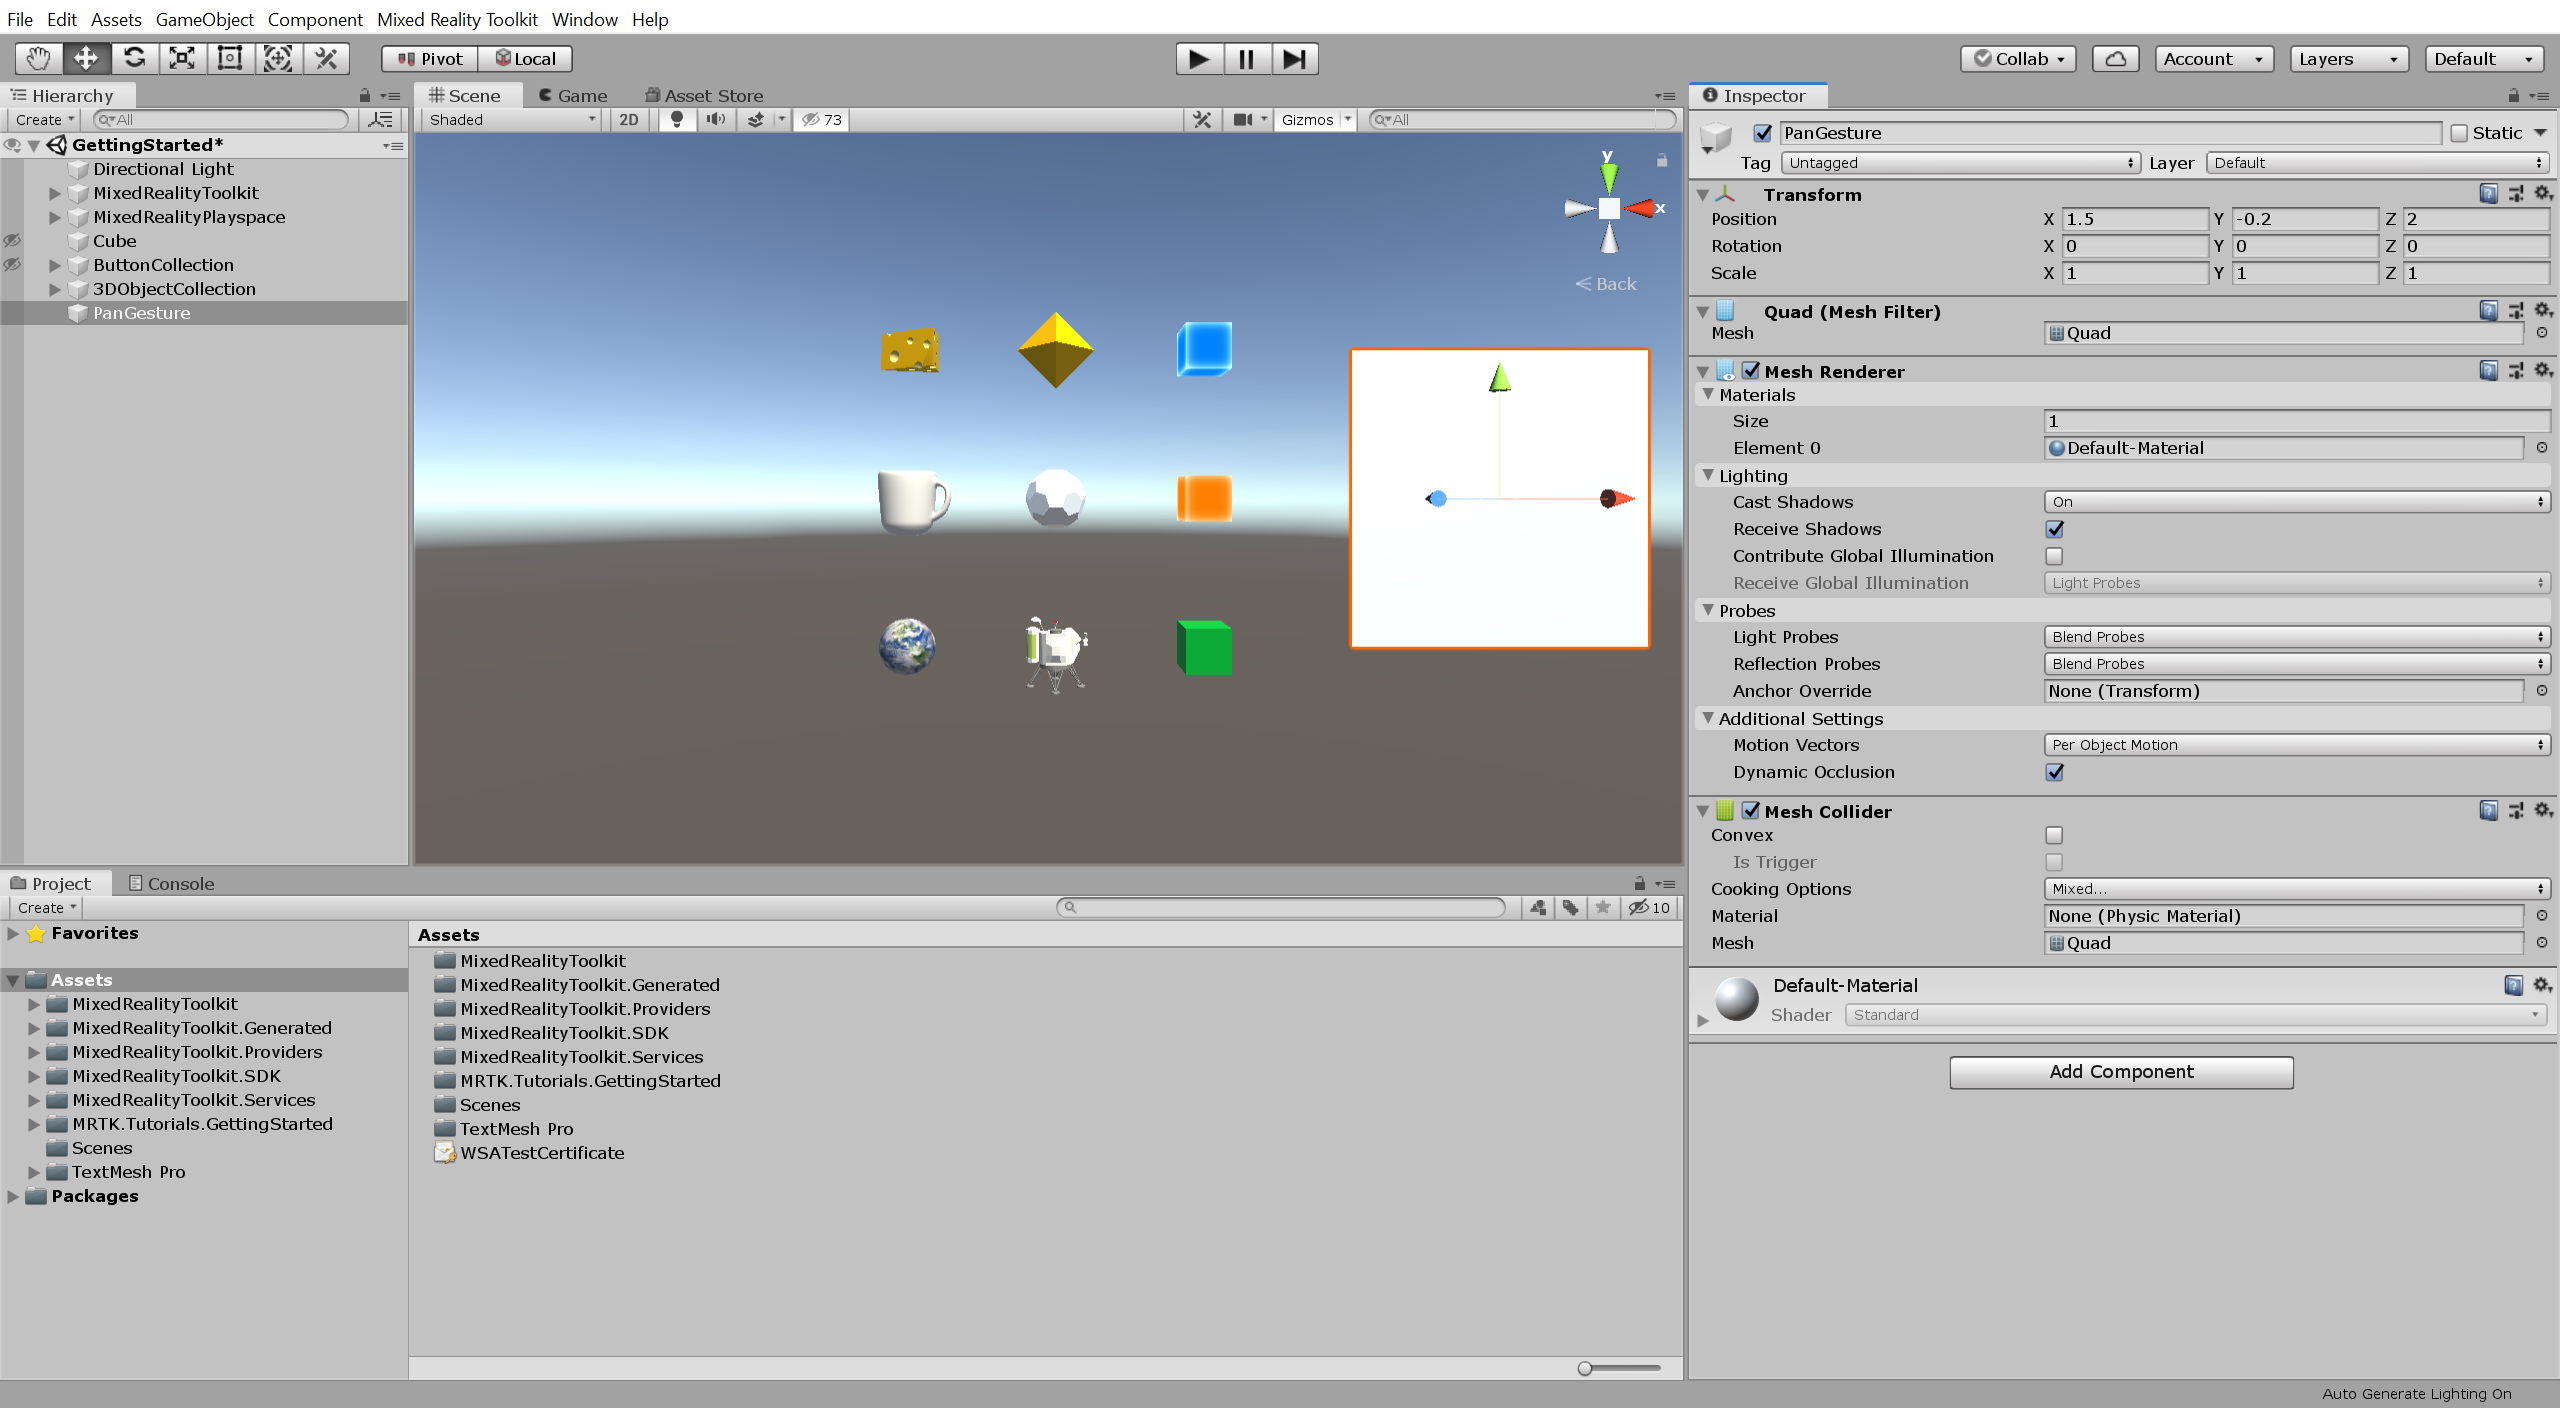 File Edit Assets GameObject Component Mixed Reality Toolkit Window Help
Pivot Local
Collab Account Layers Default
Hierarchy
Create All
GettingStarted*
Directional Light
MixedRealityToolkit
MixedRealityPlayspace
Cube
ButtonCollection
3DObjectCollection
PanGesture
Scene Game Asset Store
Shaded 2D 73 Gizmos All
y
x
Back
Inspector
PanGesture Static
Tag Untagged Layer Default
Transform
Position X 1.5 Y -0.2 Z 2
Rotation X 0 Y 0 Z 0
Scale X 1 Y 1 Z 1
Quad (Mesh Filter)
Mesh Quad
Mesh Renderer
Materials
Size 1
Element 0 Default-Material
Lighting
Cast Shadows On
Receive Shadows
Contribute Global Illumination
Receive Global Illumination Light Probes
Probes
Light Probes Blend Probes
Reflection Probes Blend Probes
Anchor Override None (Transform)
Additional Settings
Motion Vectors Per Object Motion
Dynamic Occlusion
Mesh Collider
Convex
Is Trigger
Cooking Options Mixed...
Material None (Physic Material)
Mesh Quad
Default-Material
Shader Standard
Add Component
Project Console
Create 10
Favorites
Assets
MixedRealityToolkit
MixedRealityToolkit.Generated
MixedRealityToolkit.Providers
MixedRealityToolkit.SDK
MixedRealityToolkit.Services
MRTK.Tutorials.GettingStarted
Scenes
TextMesh Pro
Packages
Assets
MixedRealityToolkit
MixedRealityToolkit.Generated
MixedRealityToolkit.Providers
MixedRealityToolkit.SDK
MixedRealityToolkit.Services
MRTK.Tutorials.GettingStarted
Scenes
TextMesh Pro
WSATestCertificate
Auto Generate Lighting On